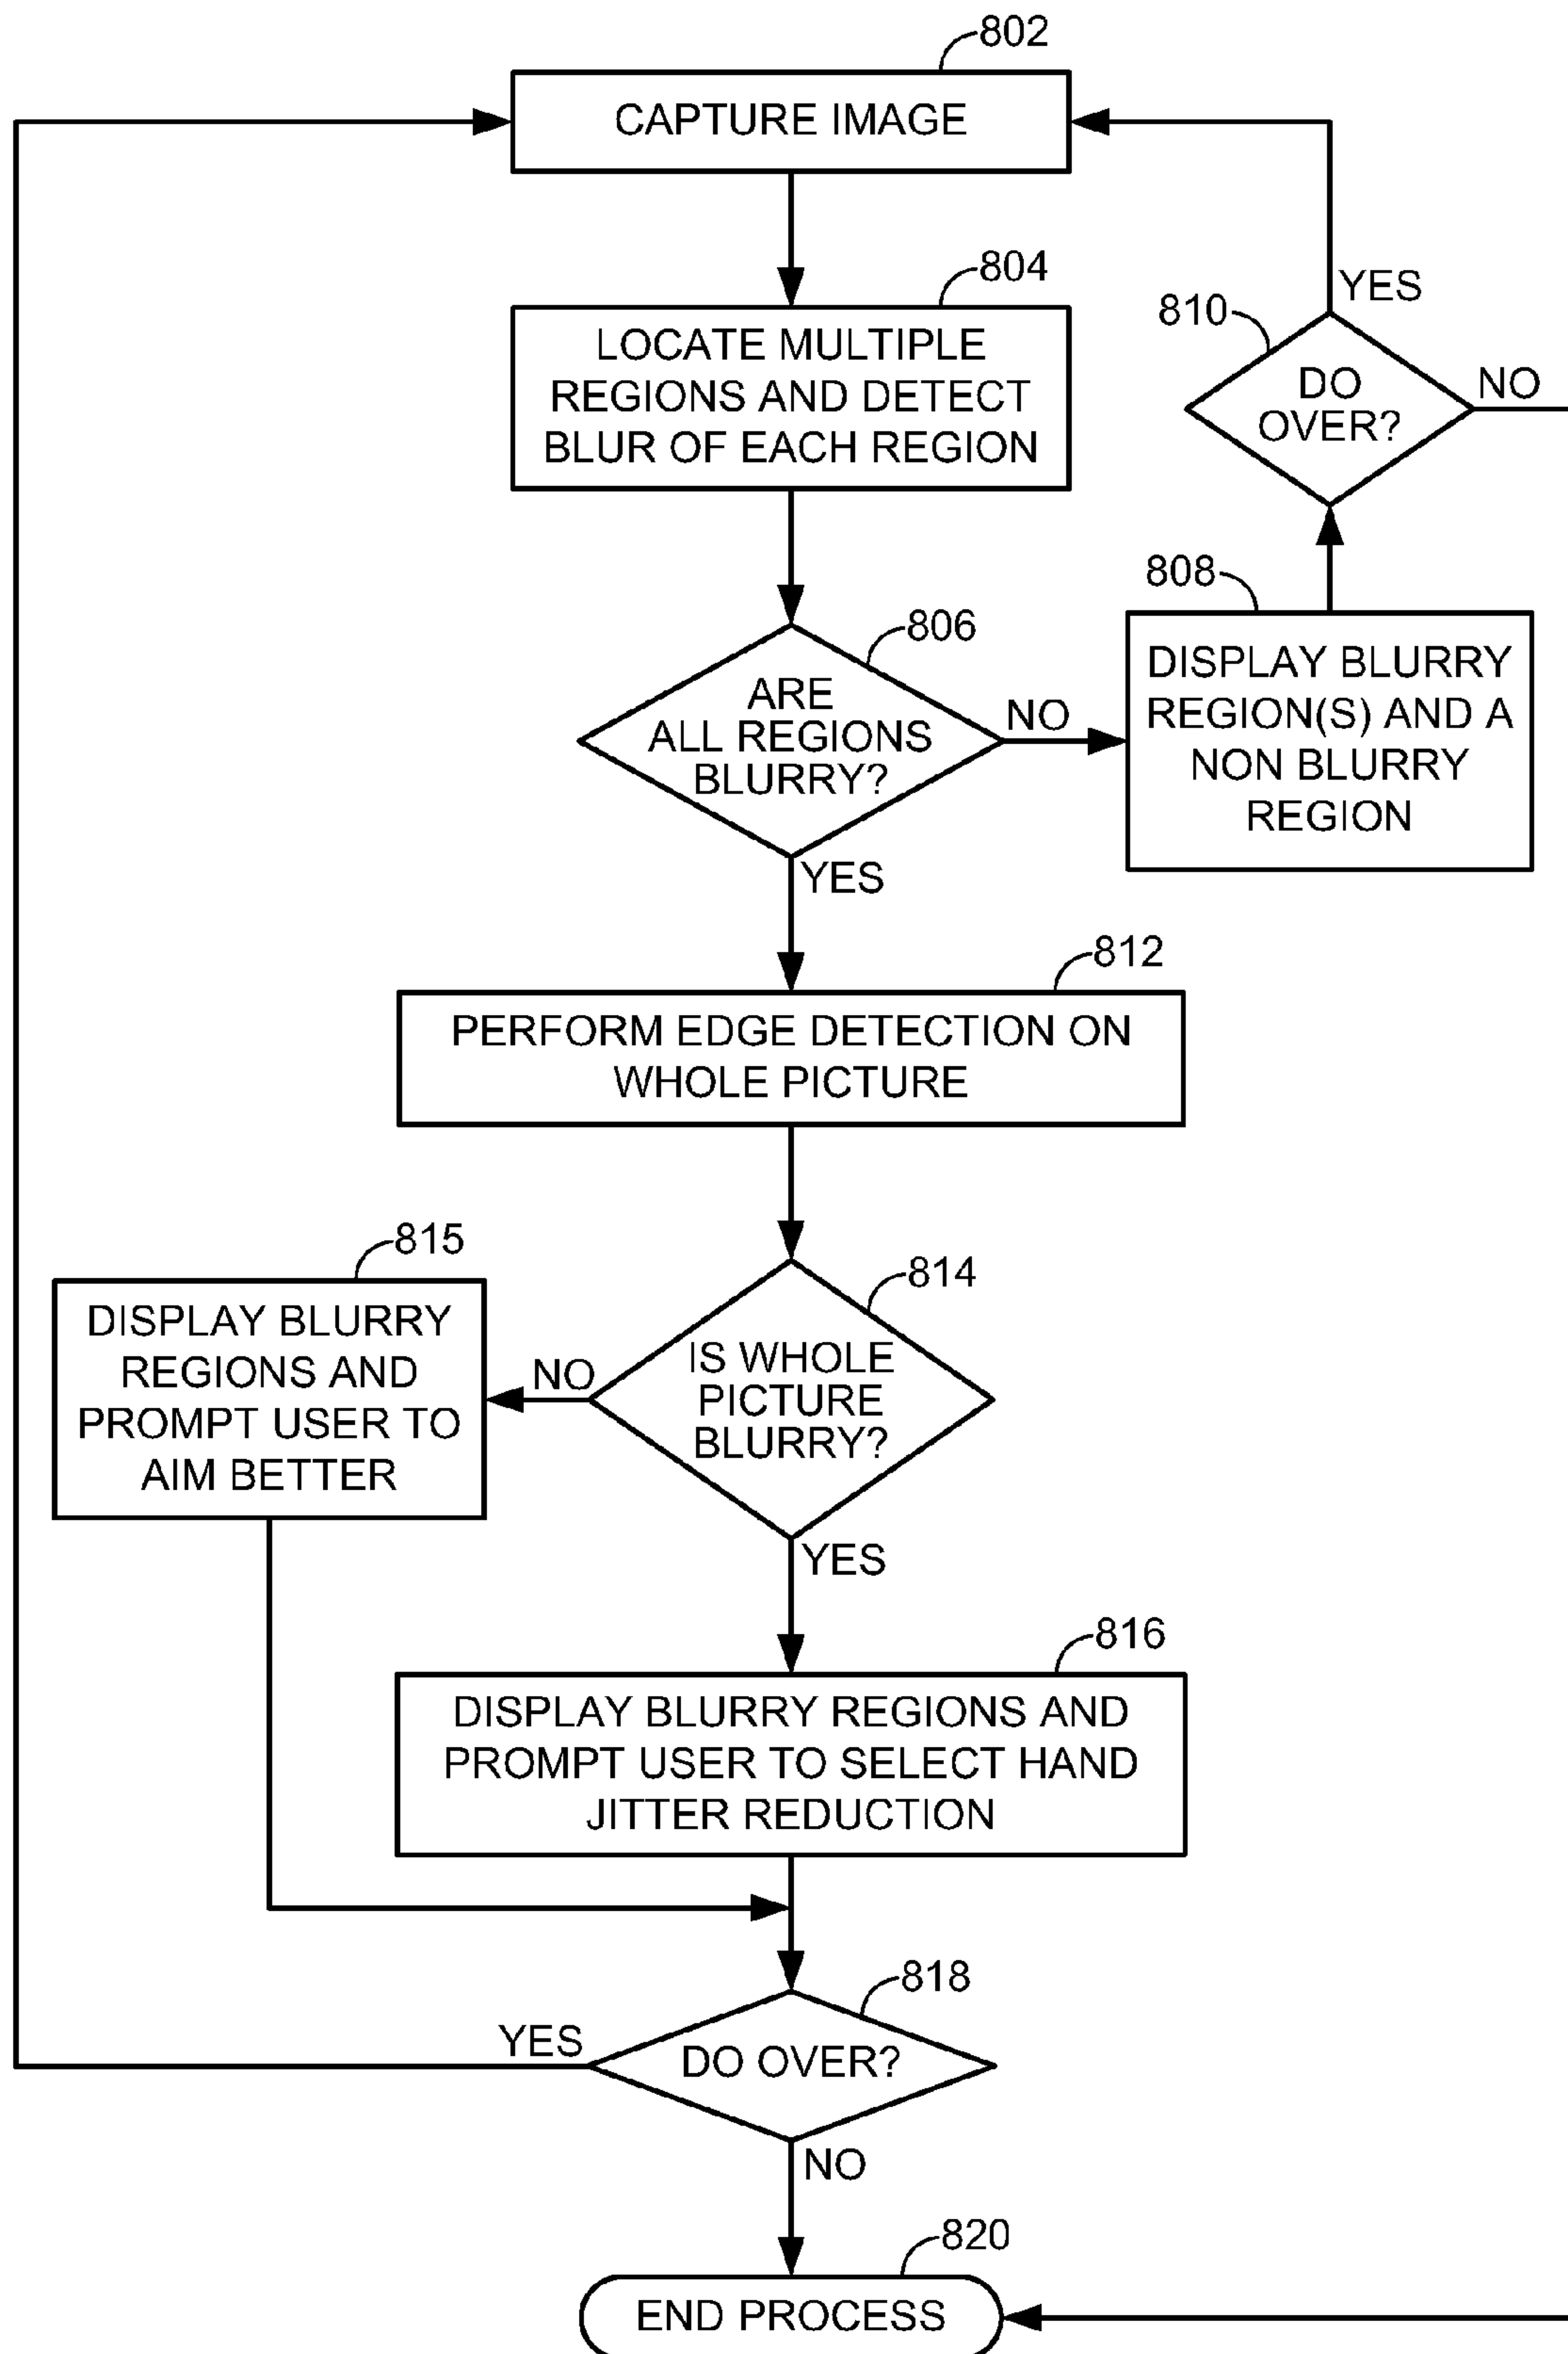 802
CAPTURE IMAGE
804
LOCATE MULTIPLE
REGIONS AND DETECT
BLUR OF EACH REGION
YES
810
DO
OVER?
NO
806
ARE
ALL REGIONS
BLURRY?
NO
808
DISPLAY BLURRY
REGION(S) AND A
NON BLURRY
REGION
YES
812
PERFORM EDGE DETECTION ON
WHOLE PICTURE
814
IS WHOLE
PICTURE
BLURRY?
NO
815
DISPLAY BLURRY
REGIONS AND
PROMPT USER TO
AIM BETTER
YES
816
DISPLAY BLURRY REGIONS AND
PROMPT USER TO SELECT HAND
JITTER REDUCTION
818
DO OVER?
YES
NO
820
END PROCESS